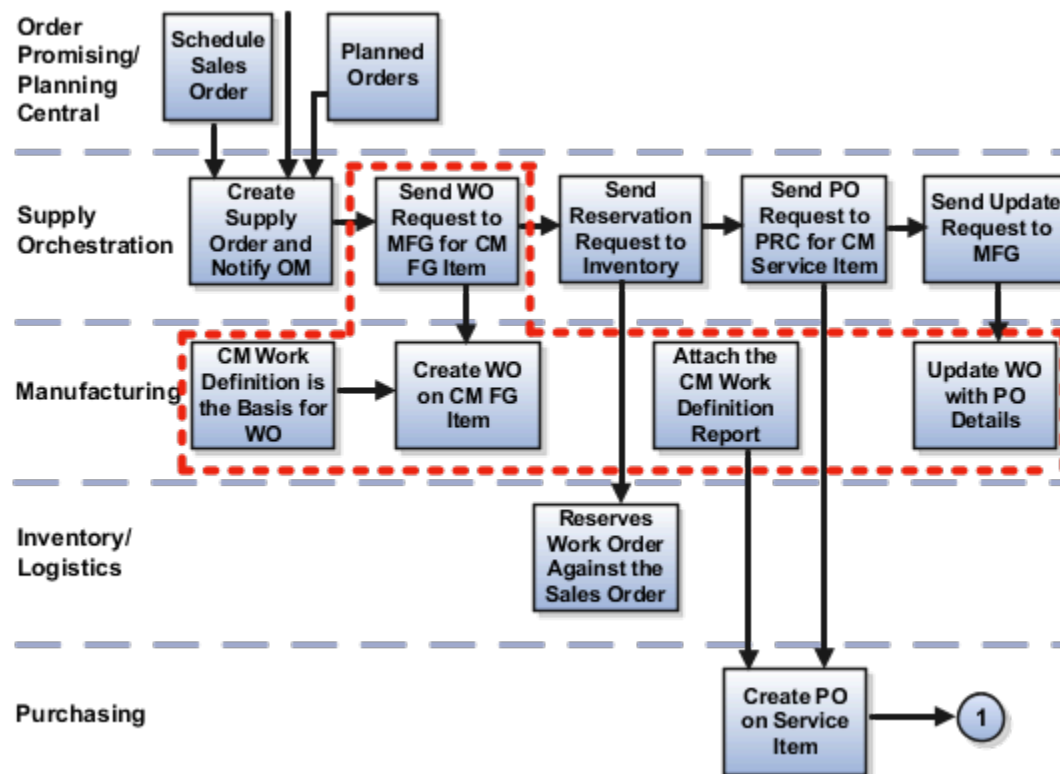 Order
Promising/
Planning
Central
Schedule
Sales
Order
Planned
Orders
Supply
Orchestration
Create
Supply
Order and
Notify OM
Send WO
Request to
MFG for CM
FG Item
Send
Reservation
Request to
Inventory
Send PO
Request to
PRC for CM
Service Item
Send Update
Request to
MFG
Manufacturing
CM Work
Definition is
the Basis for
WO
Create WO
on CM FG
Item
Attach the
CM Work
Definition
Report
Update WO
with PO
Details
Inventory/
Logistics
Reserves
Work Order
Against the
Sales Order
Purchasing
Create PO
on Service
Item
1